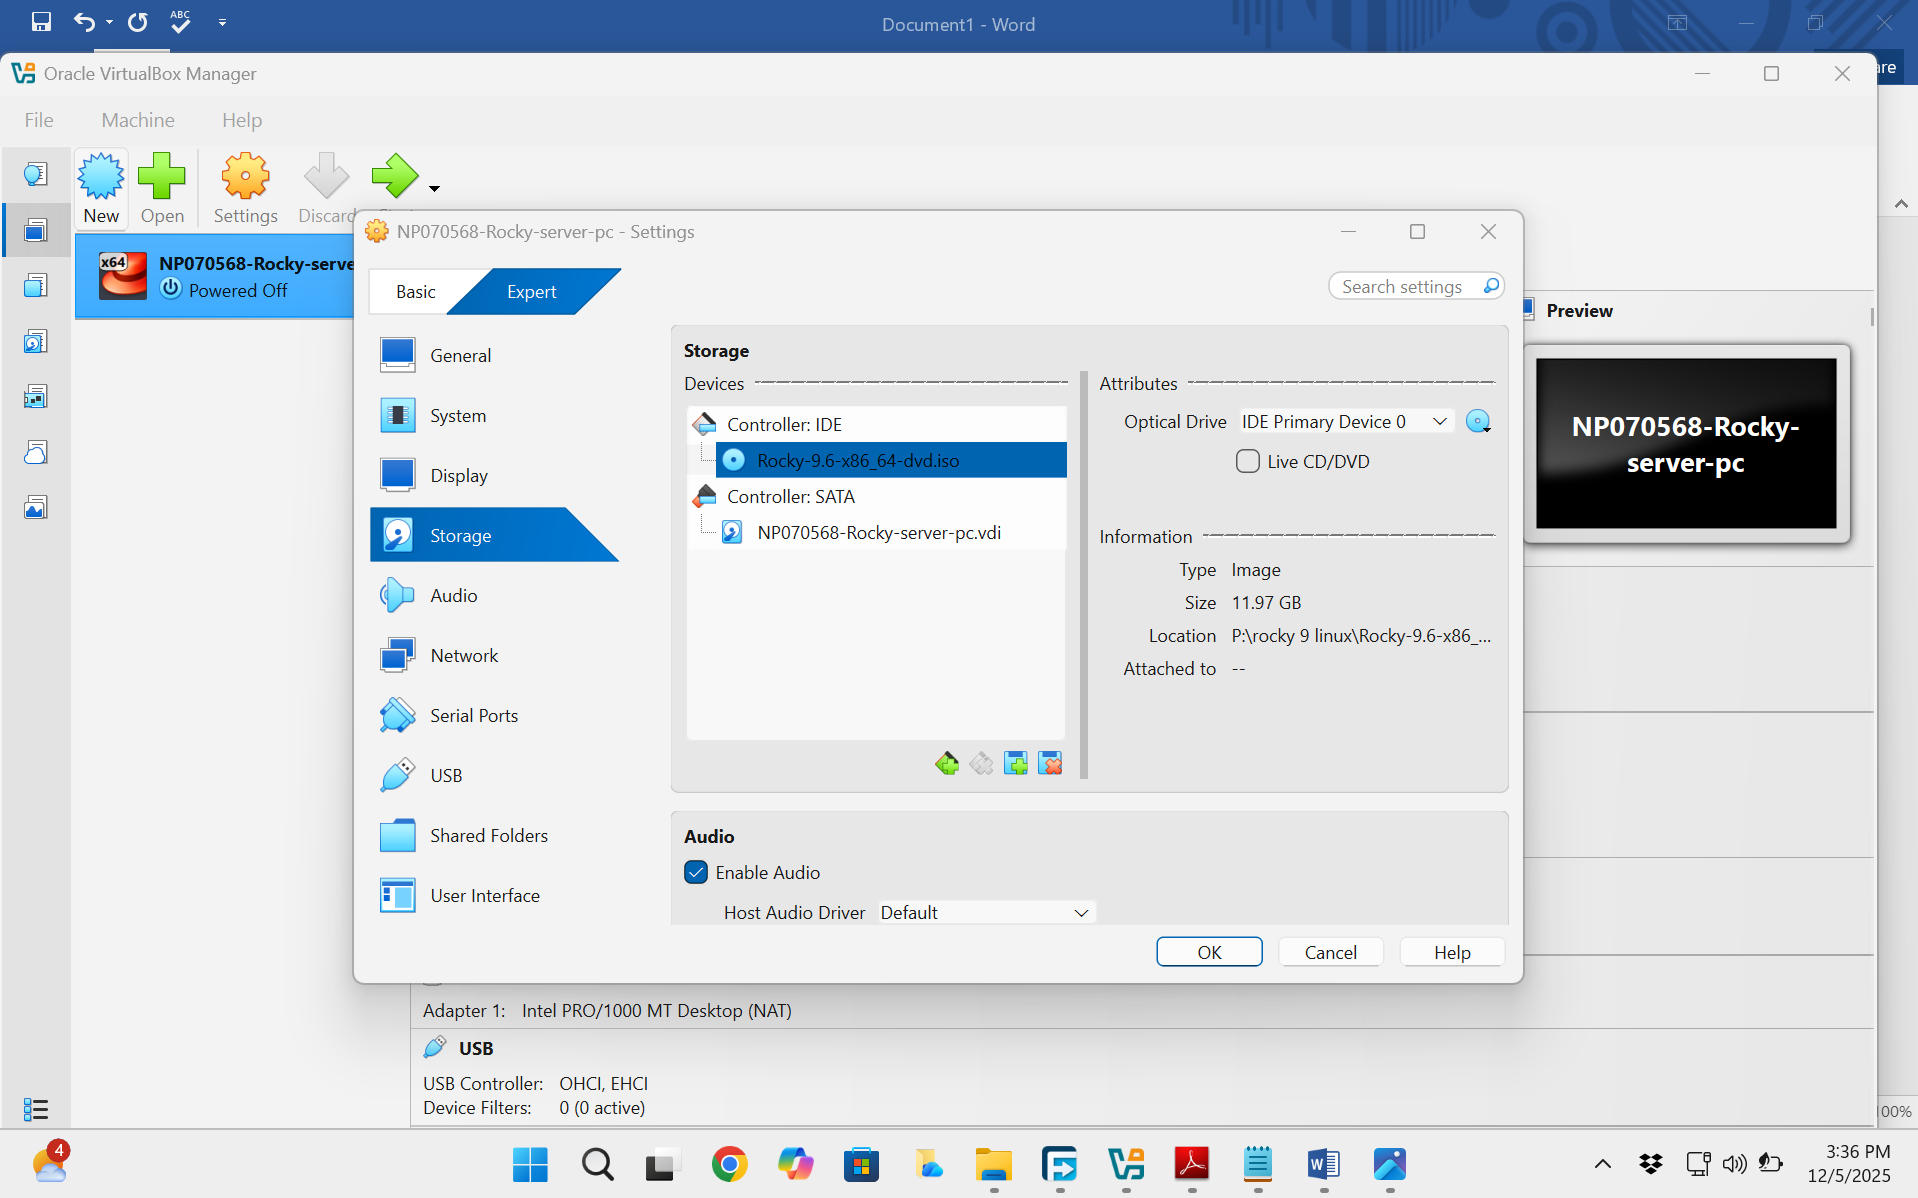 ABC
Document1 - Word
are
Oracle VirtualBox Manager
File Machine Help
New Open Settings Discard
NP070568-Rocky-server-pc - Settings
x64 NP070568-Rocky-serve
Powered Off
Basic Expert
Search settings
Preview
NP070568-Rocky-
server-pc
General
System
Display
Storage
Audio
Network
Serial Ports
USB
Shared Folders
User Interface
Storage
Devices
Controller: IDE
Rocky-9.6-x86_64-dvd.iso
Controller: SATA
NP070568-Rocky-server-pc.vdi
Attributes
Optical Drive IDE Primary Device 0
Live CD/DVD
Information
Type Image
Size 11.97 GB
Location P:\rocky 9 linux\Rocky-9.6-x86_...
Attached to --
Audio
Enable Audio
Host Audio Driver Default
OK Cancel Help
Adapter 1: Intel PRO/1000 MT Desktop (NAT)
USB
USB Controller: OHCI, EHCI
Device Filters: 0 (0 active)
00%
4
3:36 PM
12/5/2025